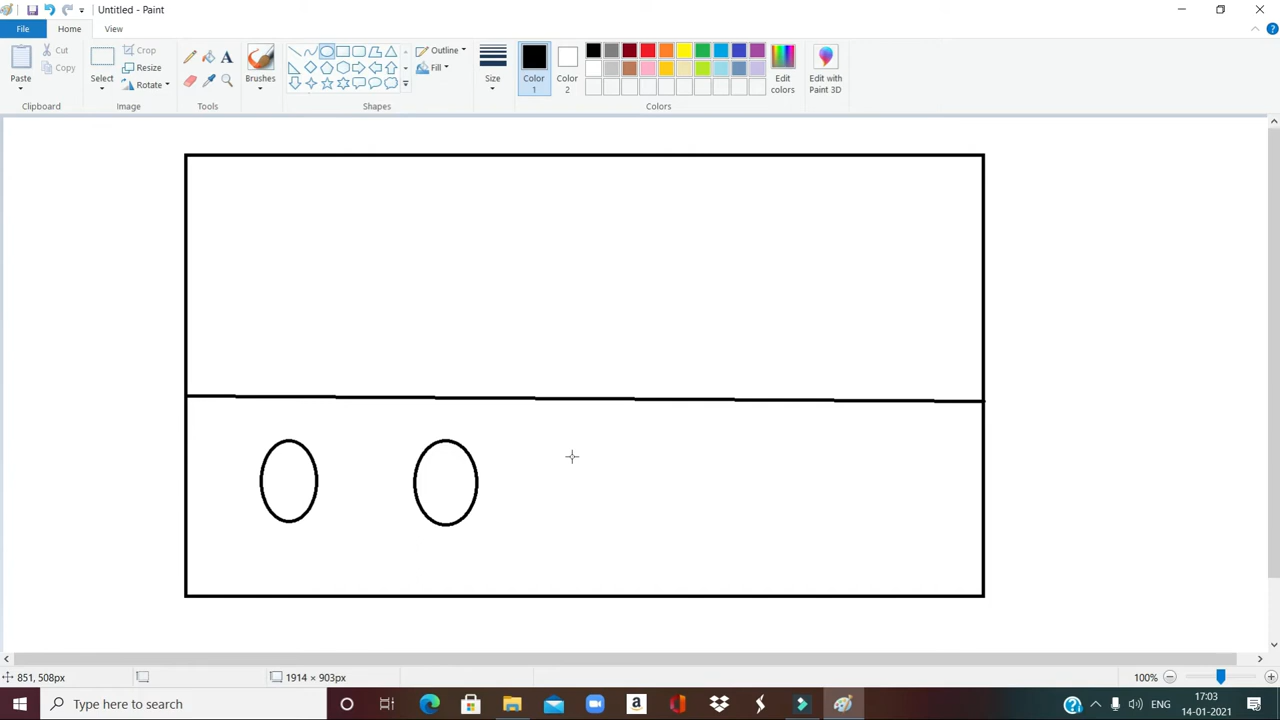 Untitled - Paint
File Home View
Paste
Cut
Copy
Clipboard
Select
Crop
Resize
Rotate
Image
A
Tools
Brushes
Shapes
Outline
Fill
Size
Color 1
Color 2
Colors
Edit colors
Edit with Paint 3D
851, 508px
1914 × 903px
100%
Type here to search
a
ENG
17:03
14-01-2021